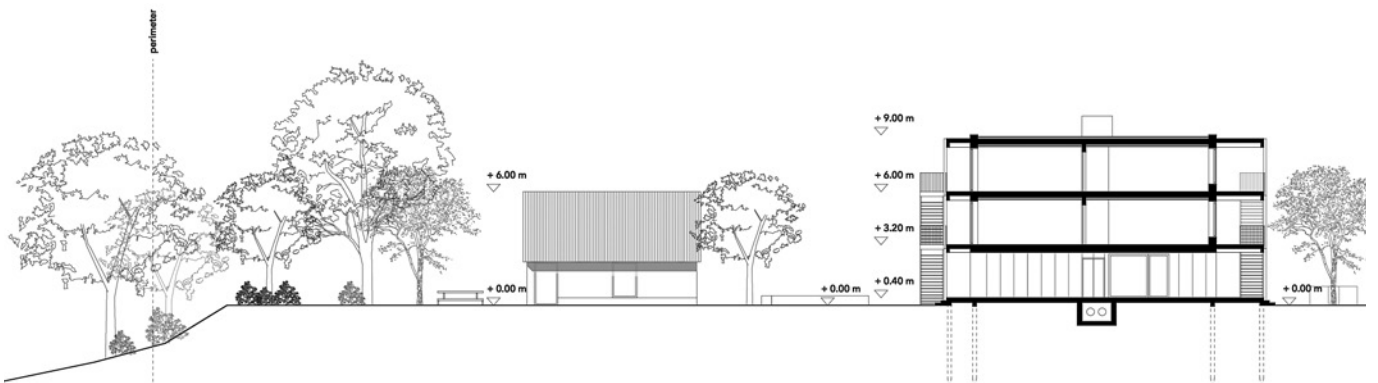 perimeter
+ 6.00 m
+ 0.00 m
+ 0.00 m
+ 9.00 m
+ 6.00 m
+ 3.20 m
+ 0.40 m
+ 0.00 m